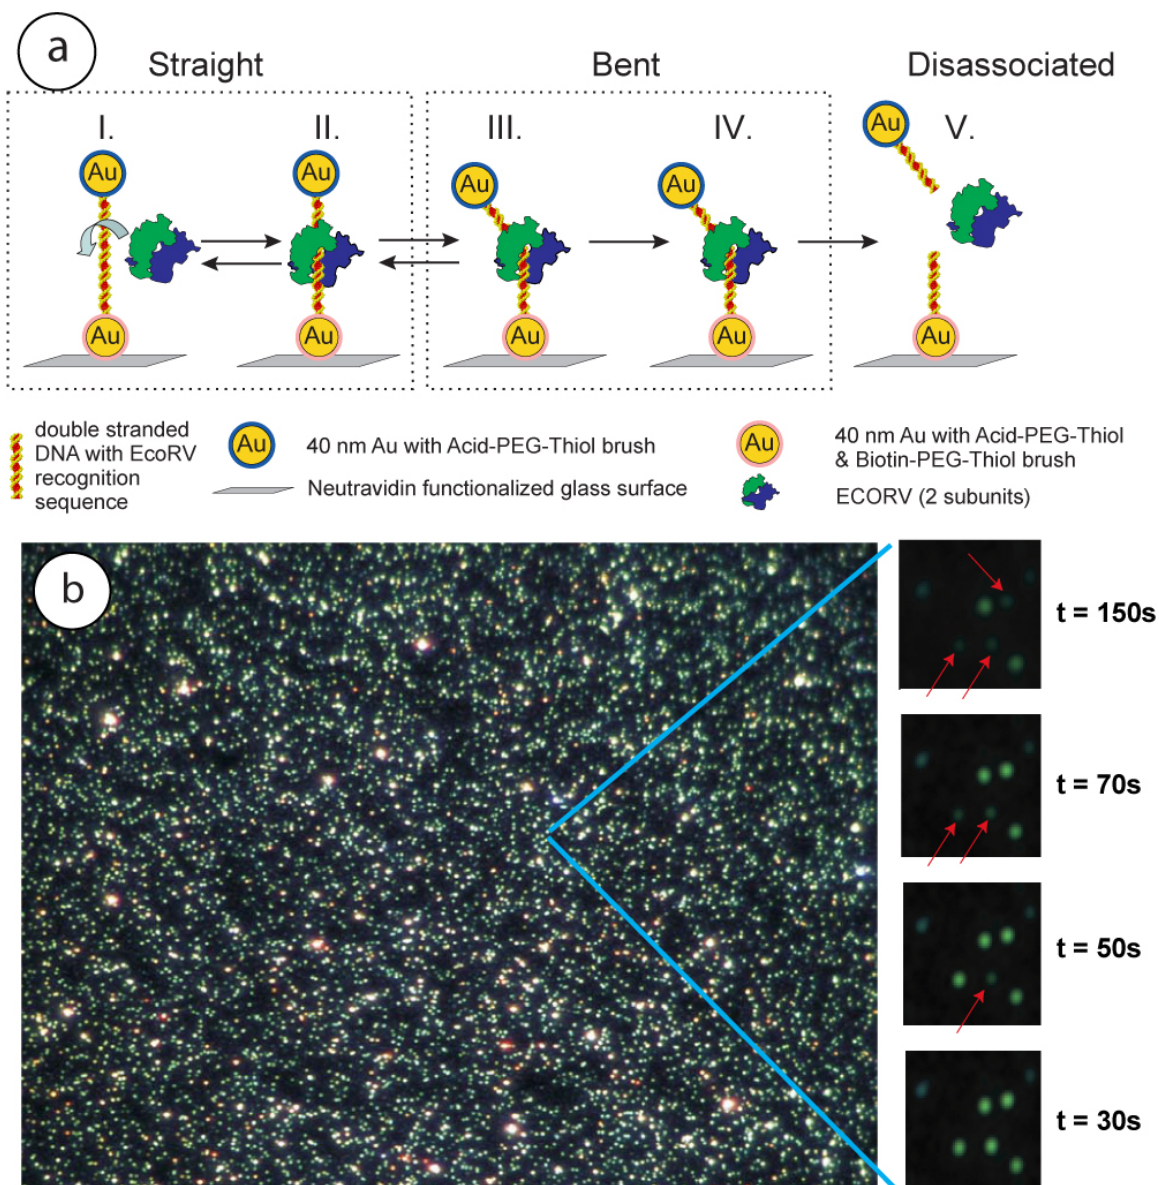 a
Straight
Bent
Disassociated
I.
II.
III.
IV.
V.
Au
Au
Au
Au
Au
Au
Au
Au
Au
Au
double stranded
DNA with EcoRV
recognition
sequence
Au
40 nm Au with Acid-PEG-Thiol brush
Neutravidin functionalized glass surface
Au
40 nm Au with Acid-PEG-Thiol
& Biotin-PEG-Thiol brush
ECORV (2 subunits)
b
t = 150s
t = 70s
t = 50s
t = 30s